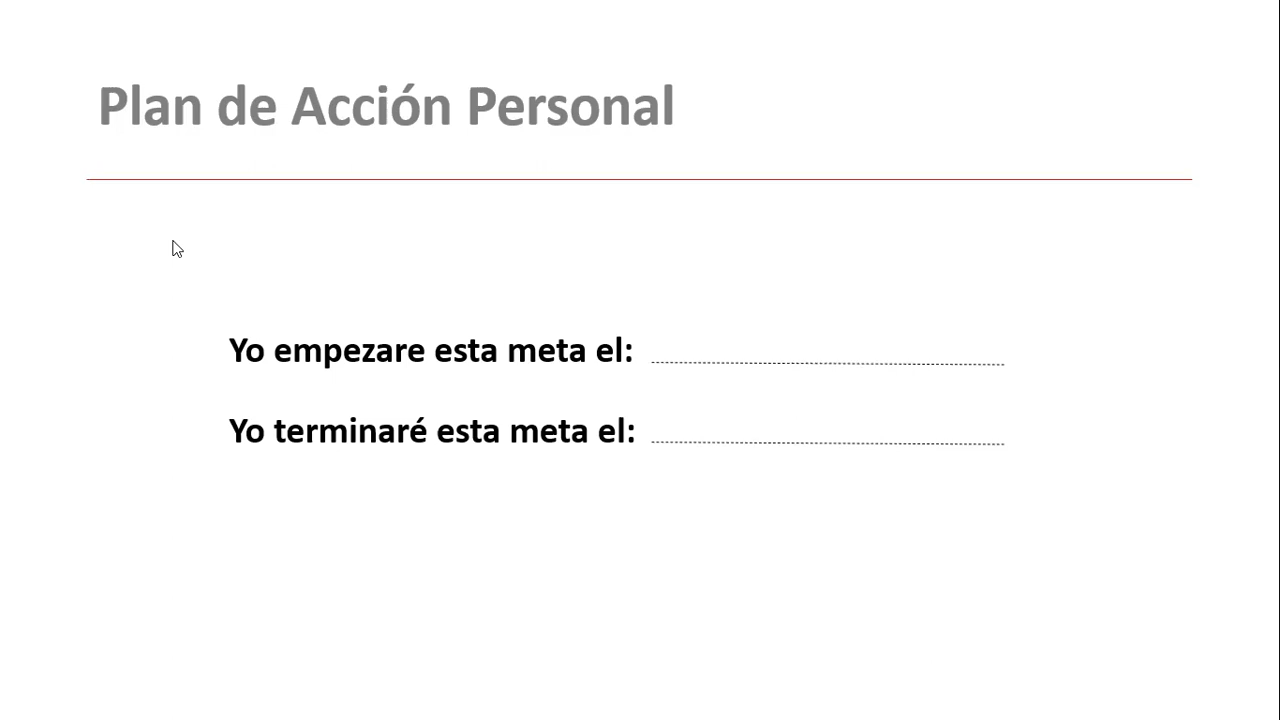 Plan de Acción Personal
Yo empezare esta meta el:
Yo terminaré esta meta el: